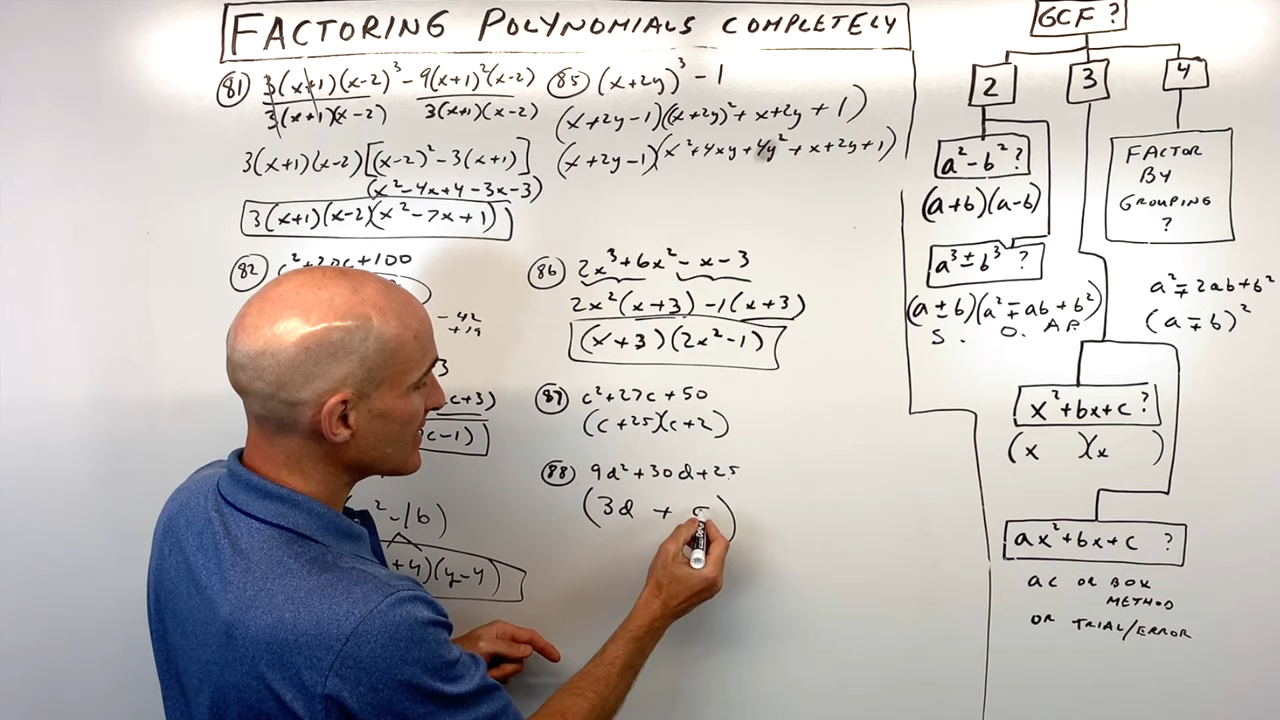 FACTORING POLYNOMIALS COMPLETELY
81 3(x+1)(x-2)³ - 9(x+1)²(x-2)
3(x+1)(x-2) 3(x+1)(x-2)
3(x+1)(x-2)[(x-2)² - 3(x+1)]
(x²-4x+4-3x-3)
3(x+1)(x-2)(x²-7x+1)
82
+100
-42
+19
3
c+3)
c-1)
²-16)
+4)(y-4)
85 (x+2y)³ - 1
(x+2y-1)((x+2y)²+x+2y+1)
(x+2y-1)(x²+4xy+4y²+x+2y+1)
86 2x³+6x²-x-3
2x²(x+3) -1(x+3)
(x+3)(2x²-1)
87 c²+27c+50
(c+25)(c+2)
88 9d²+30d+25
(3d + )
GCF ?
2 3 4
a²-b² ?
(a+b)(a-b)
a³±b³ ?
(a±b)(a²∓ab+b²)
S. O. A.P.
FACTOR
BY
GROUPING
?
a²∓2ab+b²
(a∓b)²
x²+bx+c ?
(x )(x )
ax²+bx+c ?
AC OR BOX
METHOD
OR TRIAL/ERROR